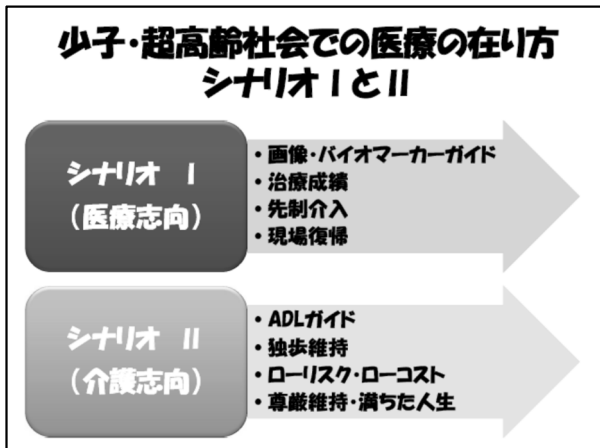 少子・超高齢社会での医療の在り方
シナリオⅠとⅡ
シナリオ Ⅰ
（医療志向）
・画像・バイオマーカーガイド
・治療成績
・先制介入
・現場復帰
シナリオ Ⅱ
（介護志向）
・ADLガイド
・独歩維持
・ローリスク・ローコスト
・尊厳維持・満ちた人生